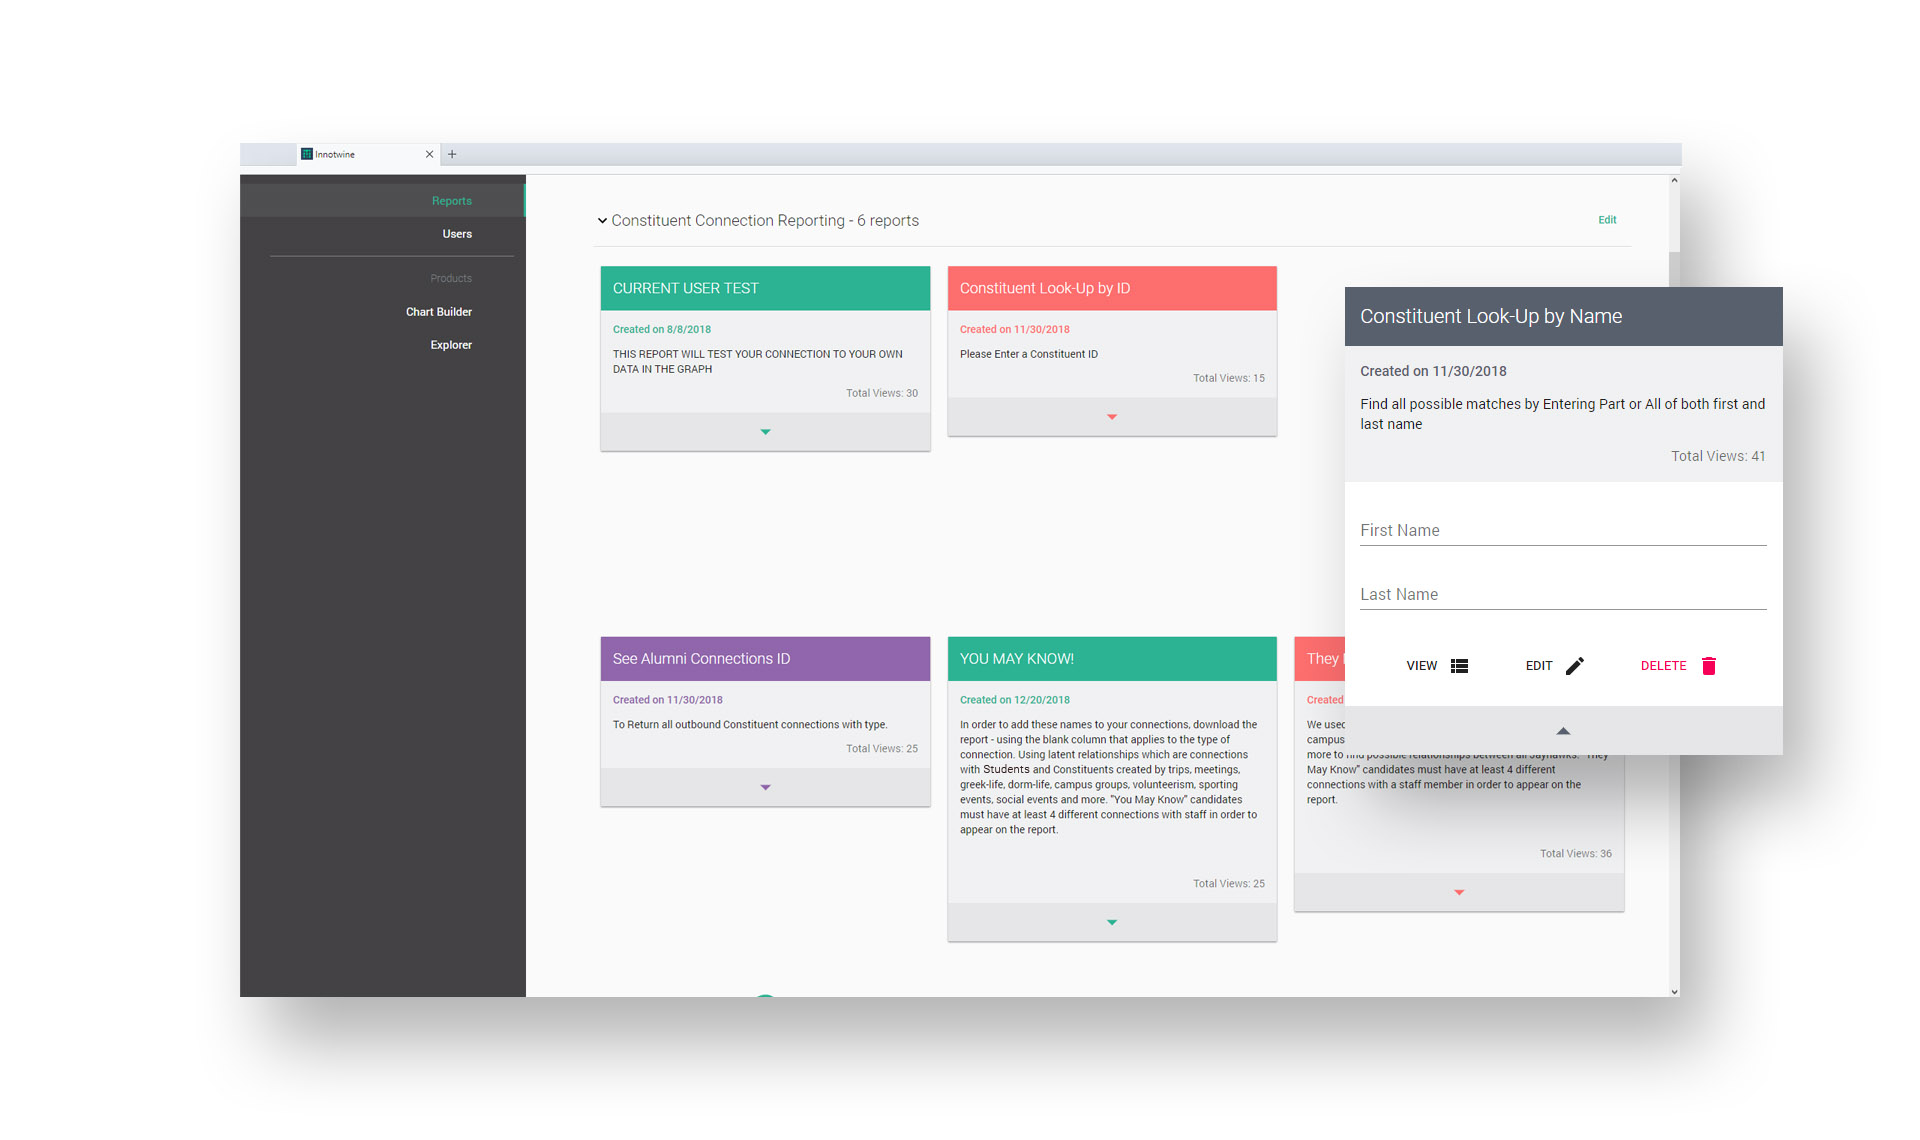 Innotwine
Reports
Users
Products
Chart Builder
Explorer
Constituent Connection Reporting - 6 reports
Edit
CURRENT USER TEST
Created on 8/8/2018
THIS REPORT WILL TEST YOUR CONNECTION TO YOUR OWN
DATA IN THE GRAPH
Total Views: 30
Constituent Look-Up by ID
Created on 11/30/2018
Please Enter a Constituent ID
Total Views: 15
Constituent Look-Up by Name
Created on 11/30/2018
Find all possible matches by Entering Part or All of both first and
last name
Total Views: 41
First Name
Last Name
VIEW
EDIT
DELETE
See Alumni Connections ID
Created on 11/30/2018
To Return all outbound Constituent connections with type.
Total Views: 25
YOU MAY KNOW!
Created on 12/20/2018
In order to add these names to your connections, download the
report - using the blank column that applies to the type of
connection. Using latent relationships which are connections
with Students and Constituents created by trips, meetings,
greek-life, dorm-life, campus groups, volunteerism, sporting
events, social events and more. "You May Know" candidates
must have at least 4 different connections with staff in order to
appear on the report.
Total Views: 25
They
Created
We used
campus
more to find possible relationships between all Jayhawks. "They
May Know" candidates must have at least 4 different
connections with a staff member in order to appear on the
report.
Total Views: 36